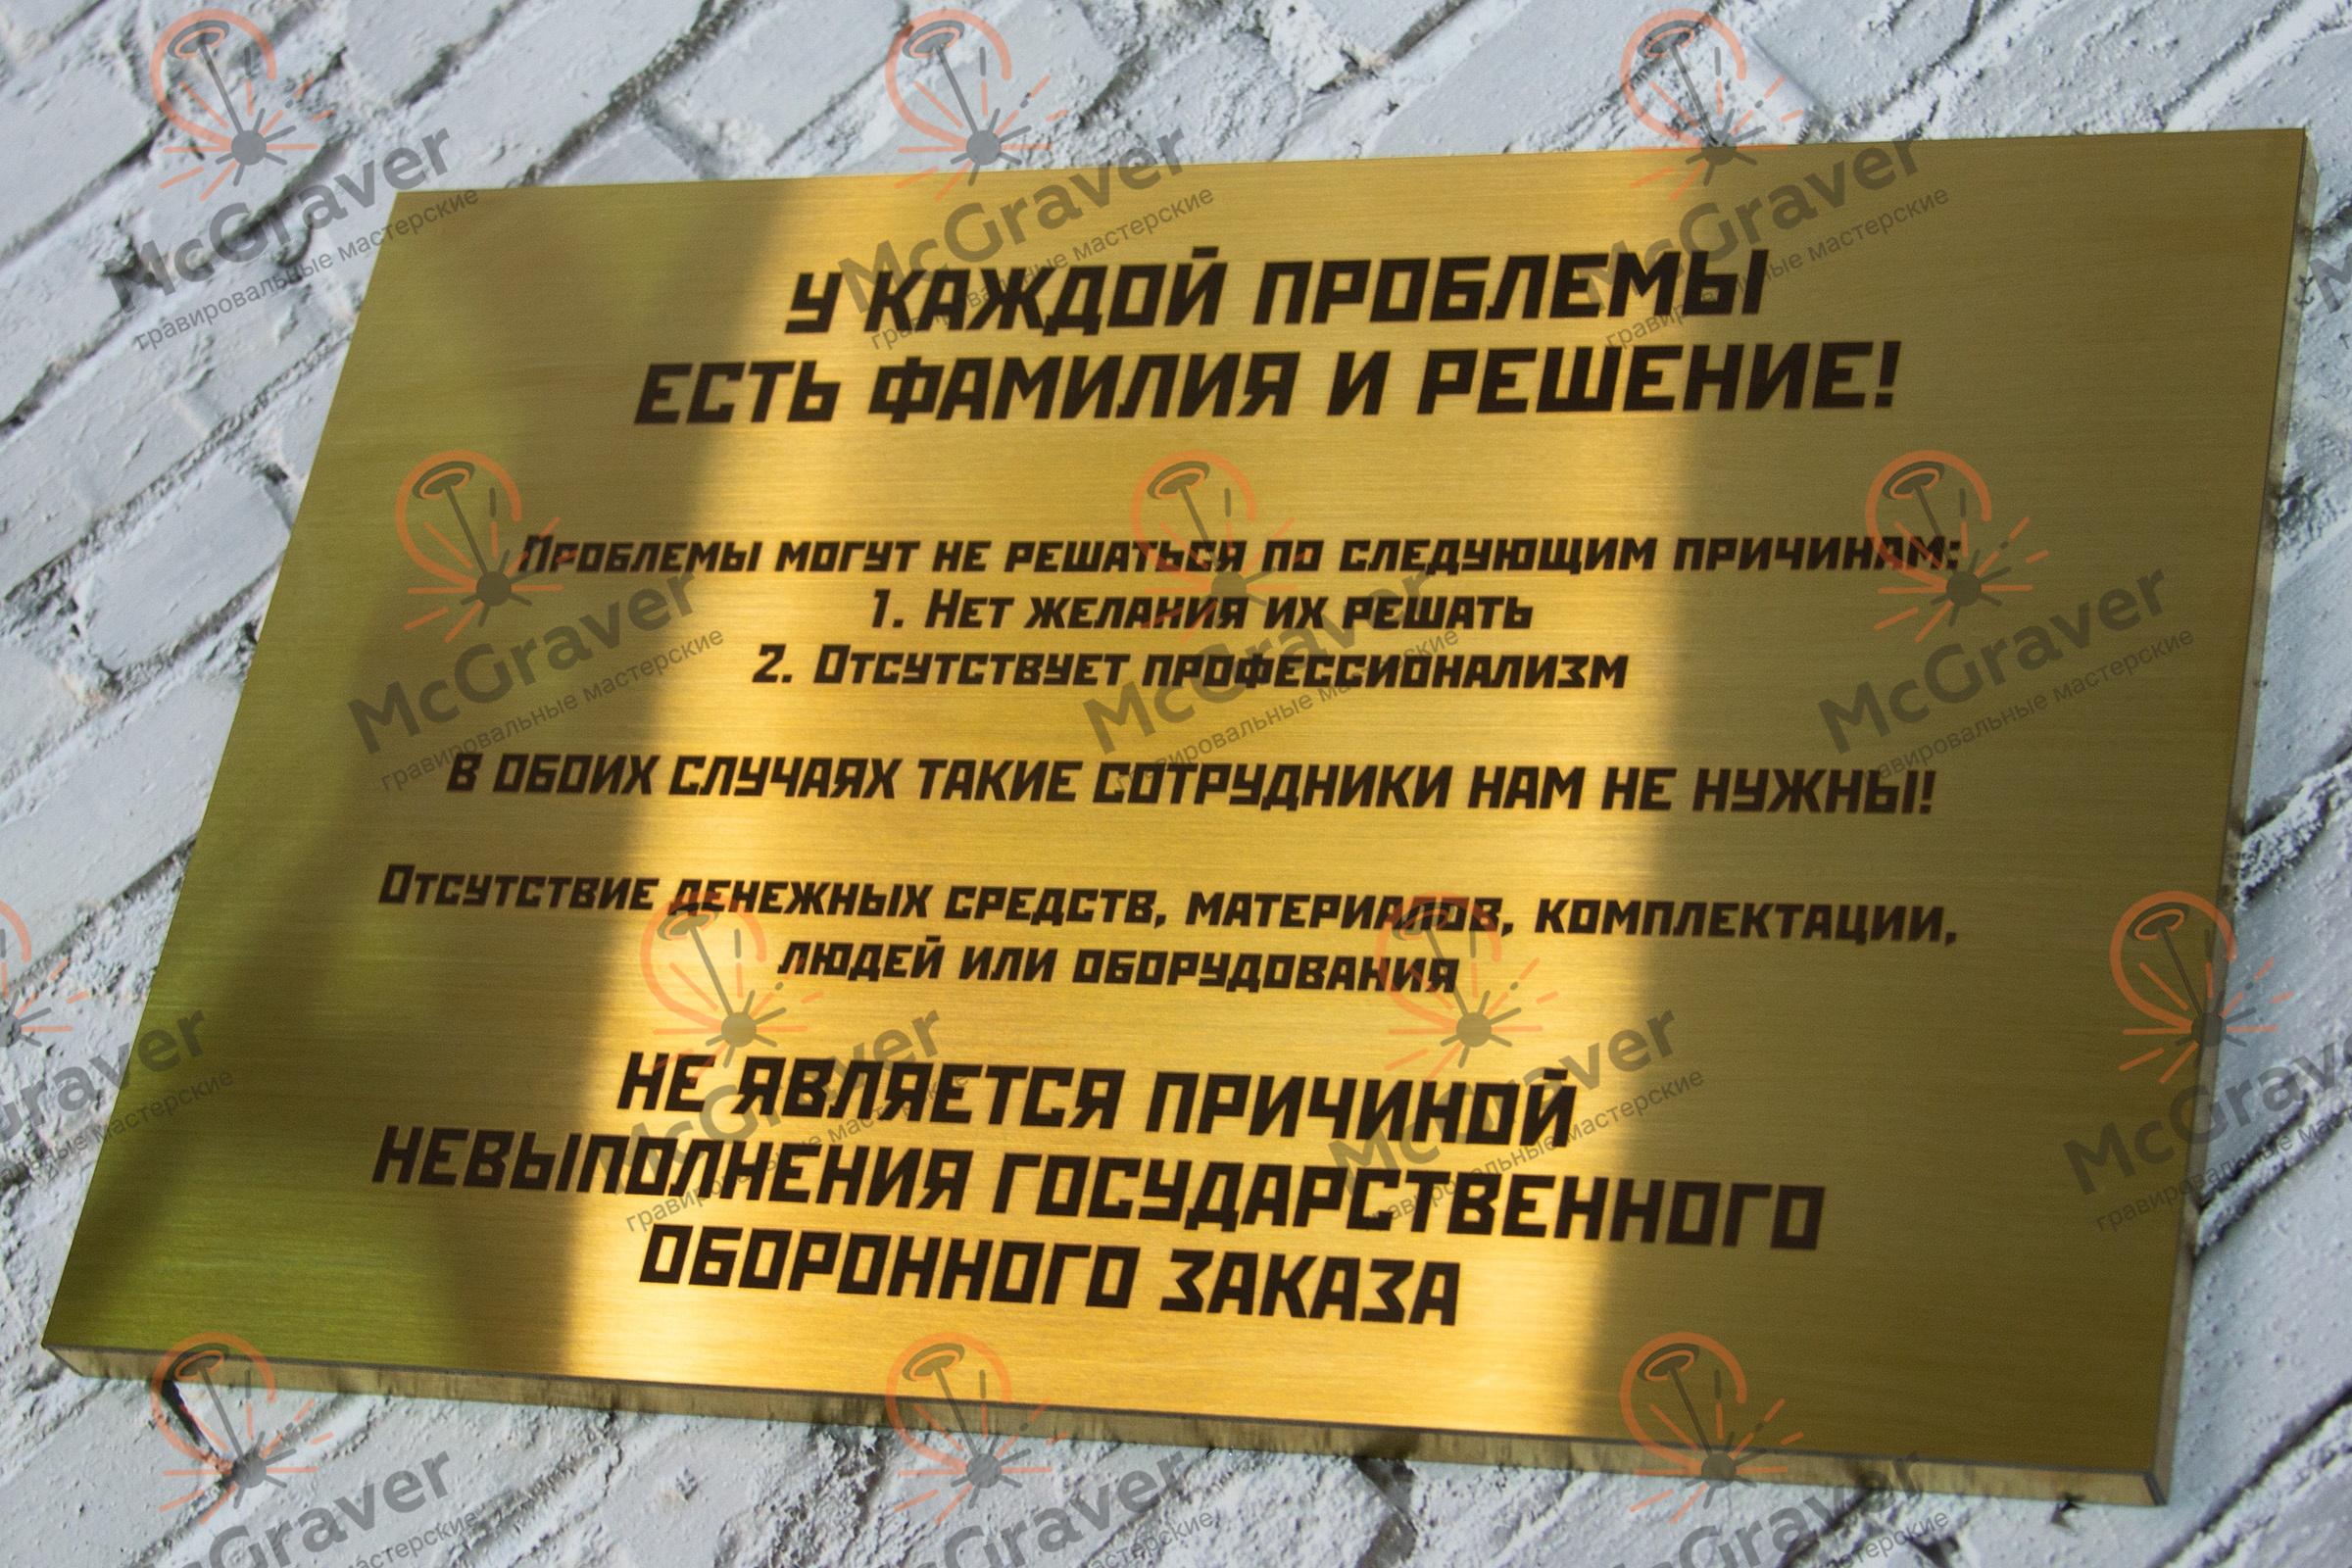 У КАЖДОЙ ПРОБЛЕМЫ
ЕСТЬ ФАМИЛИЯ И РЕШЕНИЕ!
Проблемы могут не решаться по следующим причинам:
1. Нет желания их решать
2. Отсутствует профессионализм
В ОБОИХ СЛУЧАЯХ ТАКИЕ СОТРУДНИКИ НАМ НЕ НУЖНЫ!
Отсутствие денежных средств, материалов, комплектации,
людей или оборудования
НЕ ЯВЛЯЕТСЯ ПРИЧИНОЙ
НЕВЫПОЛНЕНИЯ ГОСУДАРСТВЕННОГО
ОБОРОННОГО ЗАКАЗА
McGraver
гравировальные мастерские